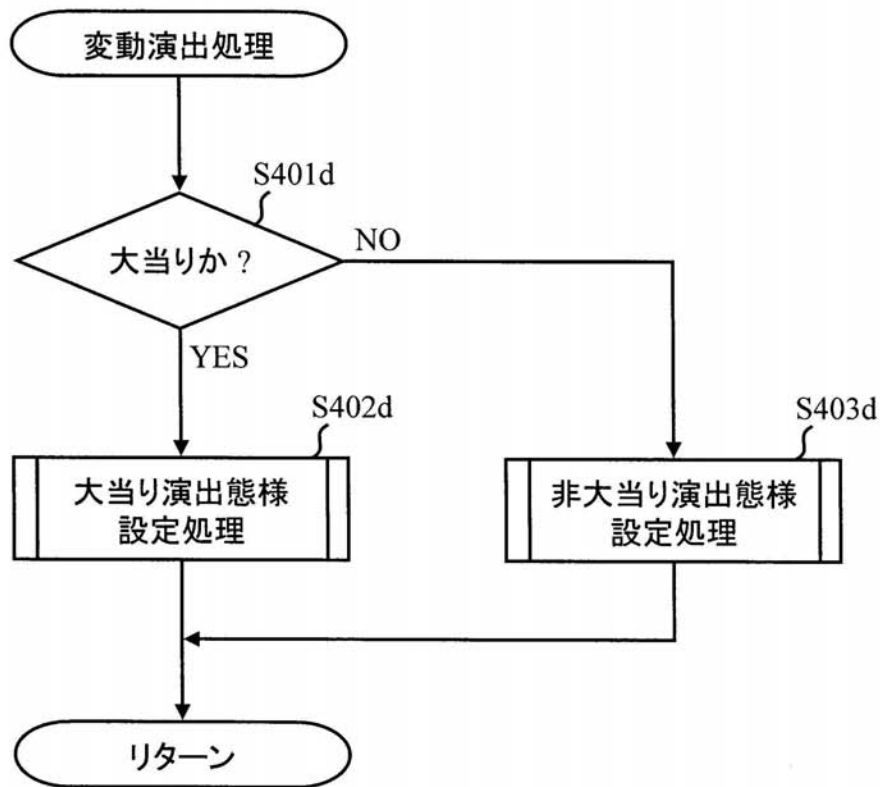 変動演出処理
S401d
大当りか？
NO
YES
S402d
S403d
大当り演出態様
設定処理
非大当り演出態様
設定処理
リターン